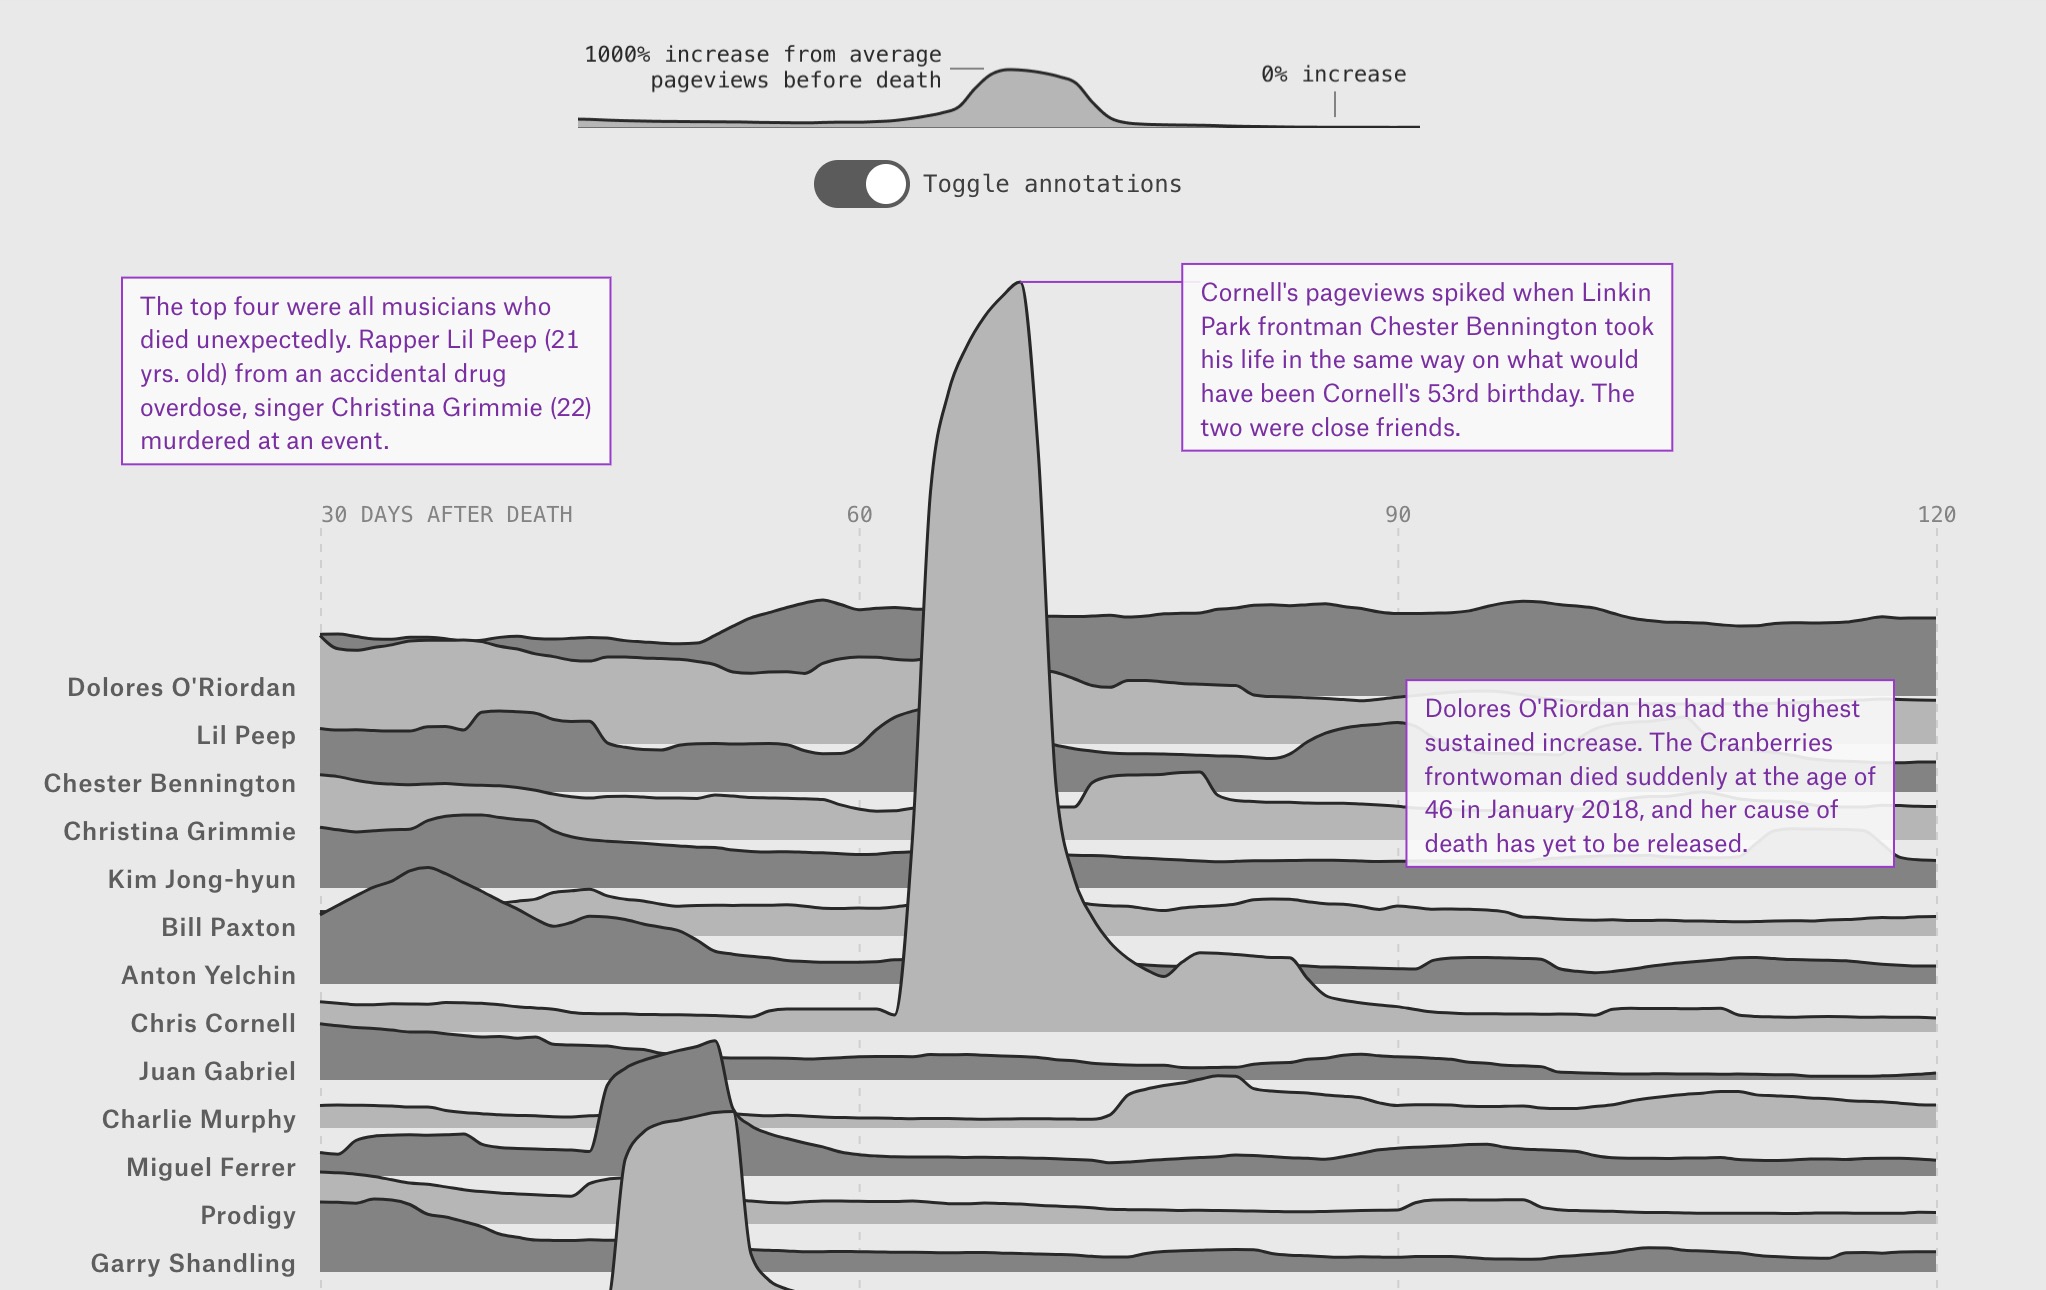 1000% increase from average
pageviews before death
0% increase
Toggle annotations
The top four were all musicians who
died unexpectedly. Rapper Lil Peep (21
yrs. old) from an accidental drug
overdose, singer Christina Grimmie (22)
murdered at an event.
Cornell's pageviews spiked when Linkin
Park frontman Chester Bennington took
his life in the same way on what would
have been Cornell's 53rd birthday. The
two were close friends.
30 DAYS AFTER DEATH
60
90
120
Dolores O'Riordan
Lil Peep
Chester Bennington
Christina Grimmie
Kim Jong-hyun
Bill Paxton
Anton Yelchin
Chris Cornell
Juan Gabriel
Charlie Murphy
Miguel Ferrer
Prodigy
Garry Shandling
Dolores O'Riordan has had the highest
sustained increase. The Cranberries
frontwoman died suddenly at the age of
46 in January 2018, and her cause of
death has yet to be released.